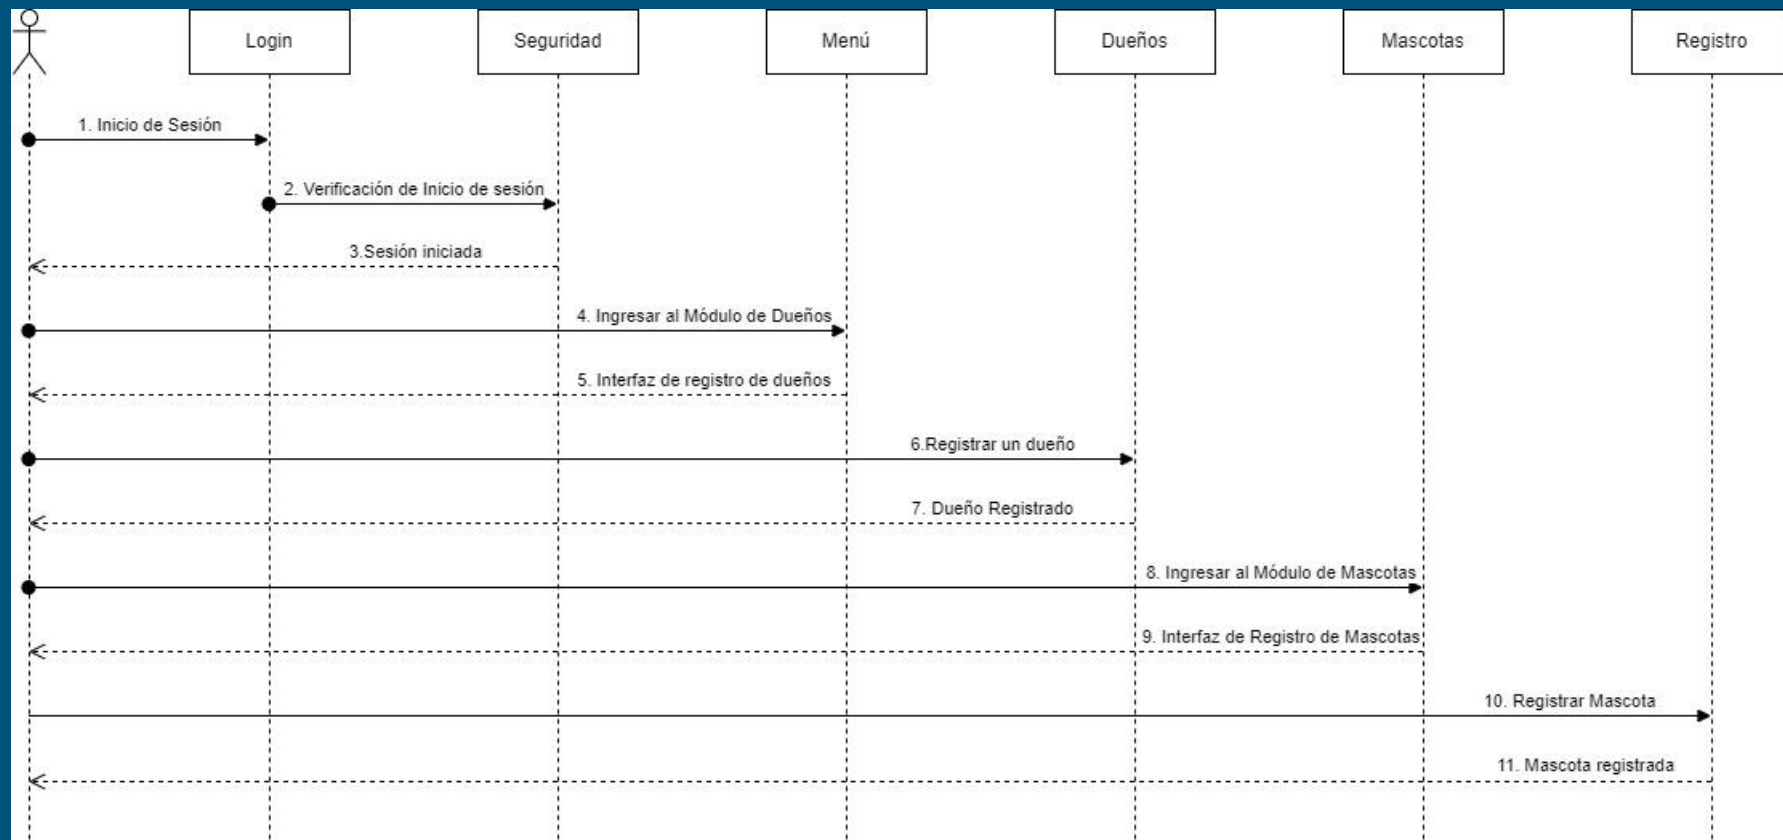 Login
Seguridad
Menú
Dueños
Mascotas
Registro
1. Inicio de Sesión
2. Verificación de Inicio de sesión
3.Sesión iniciada
4. Ingresar al Módulo de Dueños
5. Interfaz de registro de dueños
6.Registrar un dueño
7. Dueño Registrado
8. Ingresar al Módulo de Mascotas
9. Interfaz de Registro de Mascotas
10. Registrar Mascota
11. Mascota registrada